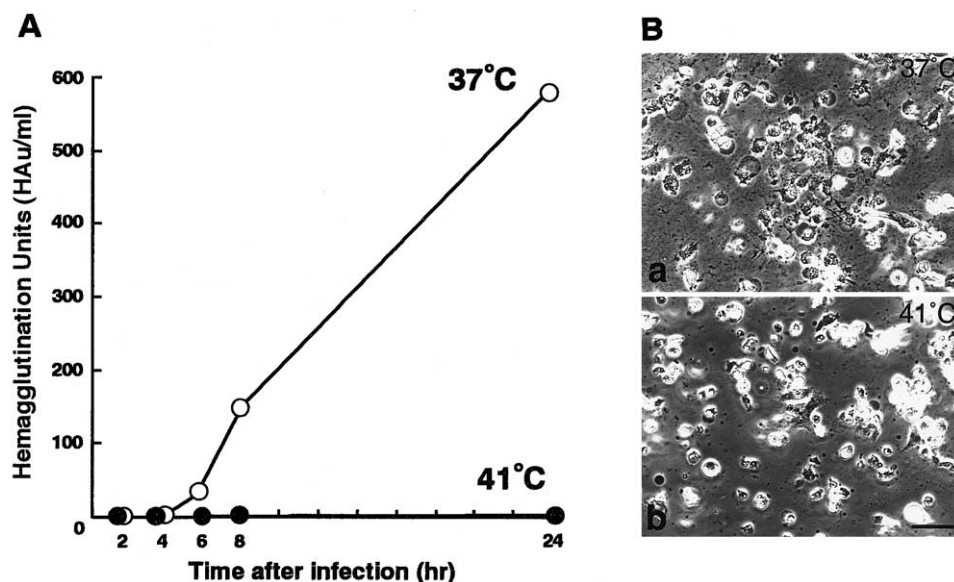 A
600
500
400
300
200
100
0
Hemagglutination Units (HAu/ml)
37°C
41°C
2 4 6 8 24
Time after infection (hr)
B
37°C
a
41°C
b